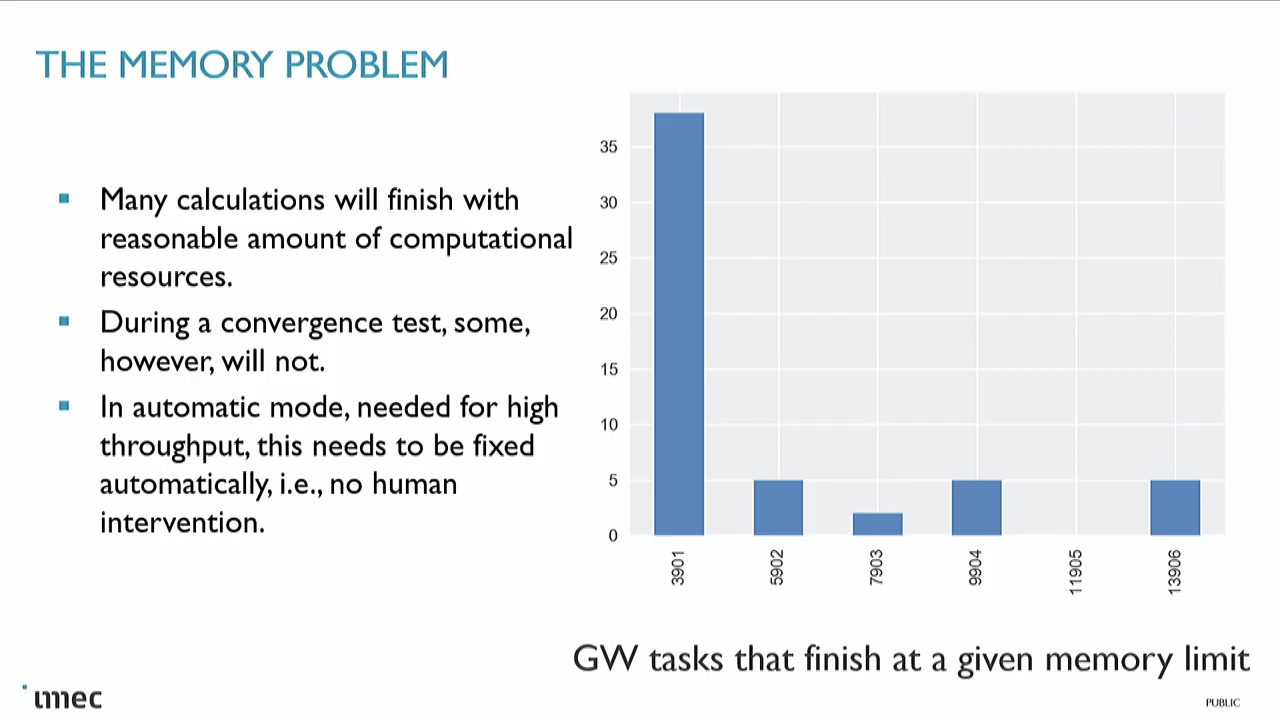 THE MEMORY PROBLEM
Many calculations will finish with
reasonable amount of computational
resources.
During a convergence test, some,
however, will not.
In automatic mode, needed for high
throughput, this needs to be fixed
automatically, i.e., no human
intervention.
35
30
25
20
15
10
5
0
3901
5902
7903
9904
11905
13906
GW tasks that finish at a given memory limit
imec
PUBLIC